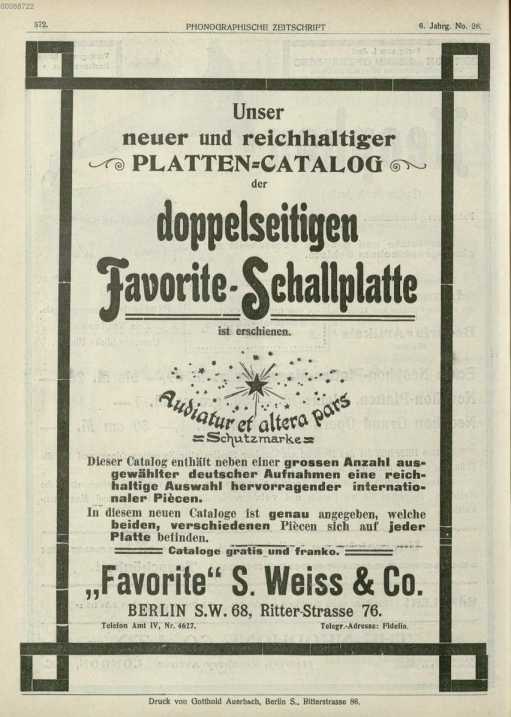 00088722
572.
PHONOGRAPHISCHE ZEITSCHRIFT
6. Jahrg. No. 26.
Unser
neuer und reichhaltiger
PLATTEN=CATALOG
der
doppelseitigen
Favorite-Schallplatte
ist erschienen.
Audiatur et altera pars
=Schutzmarke=
Dieser Catalog enthält neben einer grossen Anzahl aus-
gewählter deutscher Aufnahmen eine reich-
haltige Auswahl hervorragender internatio-
naler Piècen.
In diesem neuen Cataloge ist genau angegeben, welche
beiden, verschiedenen Piècen sich auf jeder
Platte befinden.
Cataloge gratis und franko.
„Favorite“ S. Weiss & Co.
BERLIN S.W. 68, Ritter-Strasse 76.
Telefon Amt IV, Nr. 4627.
Telegr.-Adresse: Fidelio.
Druck von Gotthold Auerbach, Berlin S., Ritterstrasse 86.